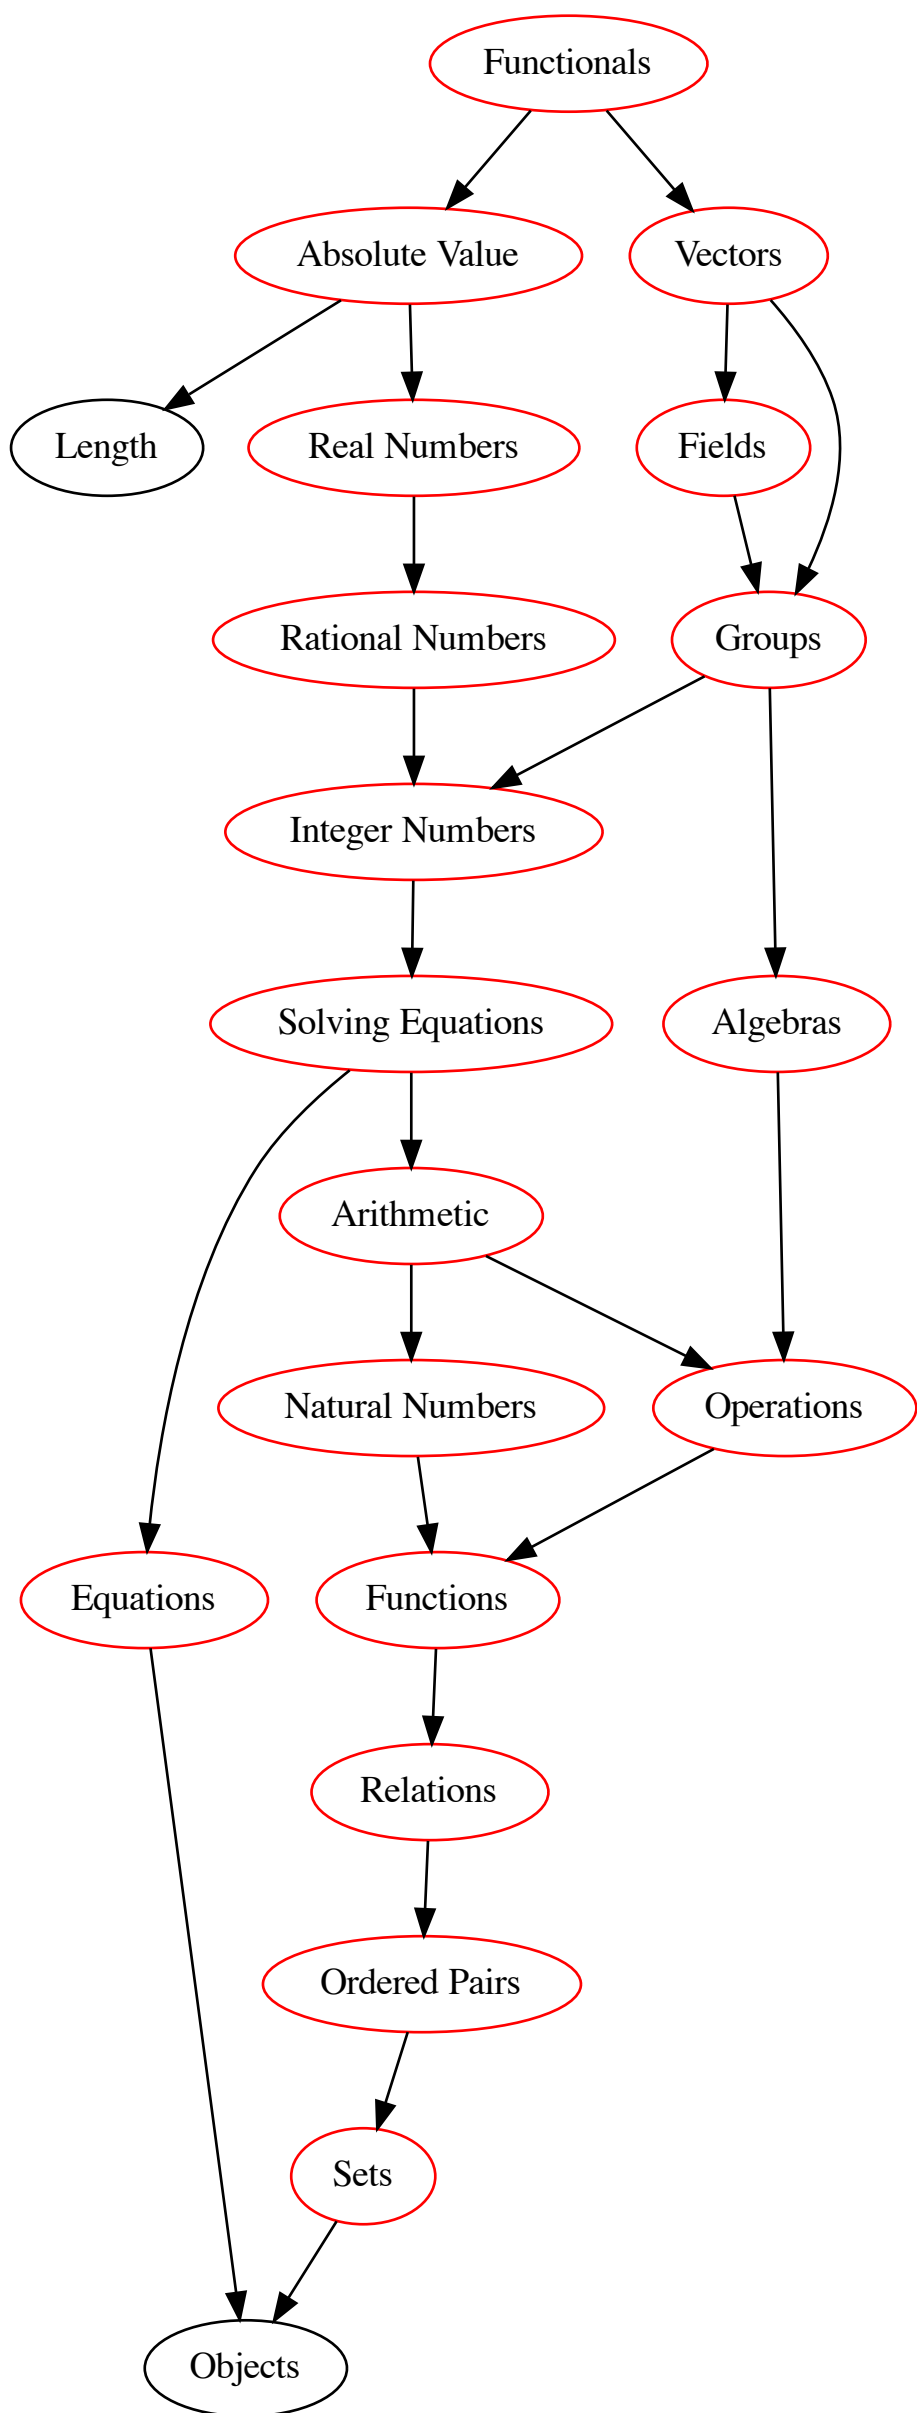 Functionals
Absolute Value
Vectors
Length
Real Numbers
Fields
Rational Numbers
Groups
Integer Numbers
Solving Equations
Algebras
Arithmetic
Natural Numbers
Operations
Equations
Functions
Relations
Ordered Pairs
Sets
Objects